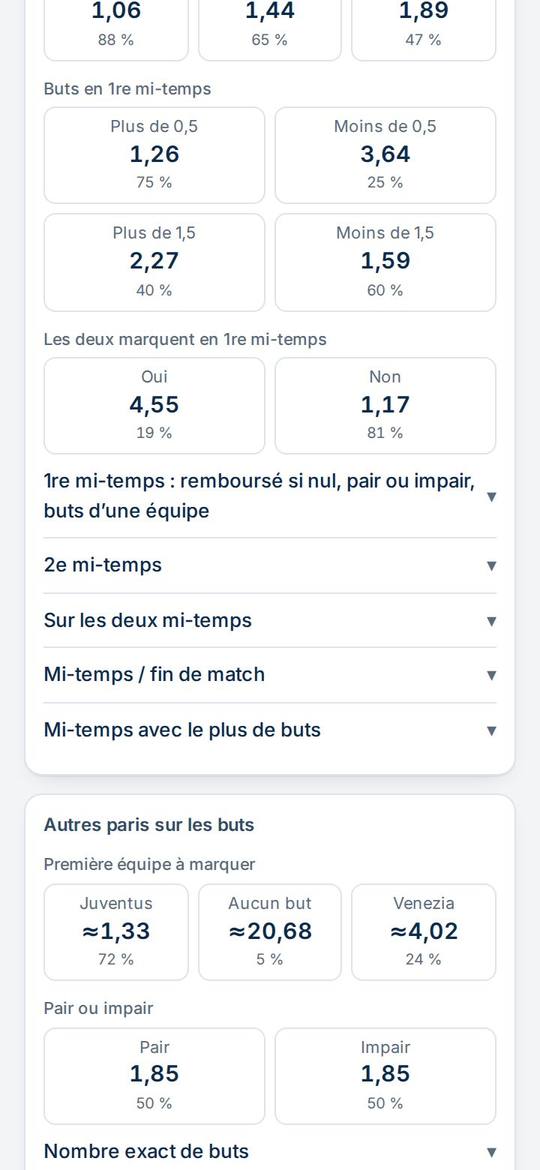 1,06 1,44 1,89
88 % 65 % 47 %
Buts en 1re mi-temps
Plus de 0,5 Moins de 0,5
1,26 3,64
75 % 25 %
Plus de 1,5 Moins de 1,5
2,27 1,59
40 % 60 %
Les deux marquent en 1re mi-temps
Oui Non
4,55 1,17
19 % 81 %
1re mi-temps : remboursé si nul, pair ou impair, ▼
buts d’une équipe
2e mi-temps ▼
Sur les deux mi-temps ▼
Mi-temps / fin de match ▼
Mi-temps avec le plus de buts ▼
Autres paris sur les buts
Première équipe à marquer
Juventus Aucun but Venezia
≈1,33 ≈20,68 ≈4,02
72 % 5 % 24 %
Pair ou impair
Pair Impair
1,85 1,85
50 % 50 %
Nombre exact de buts ▼